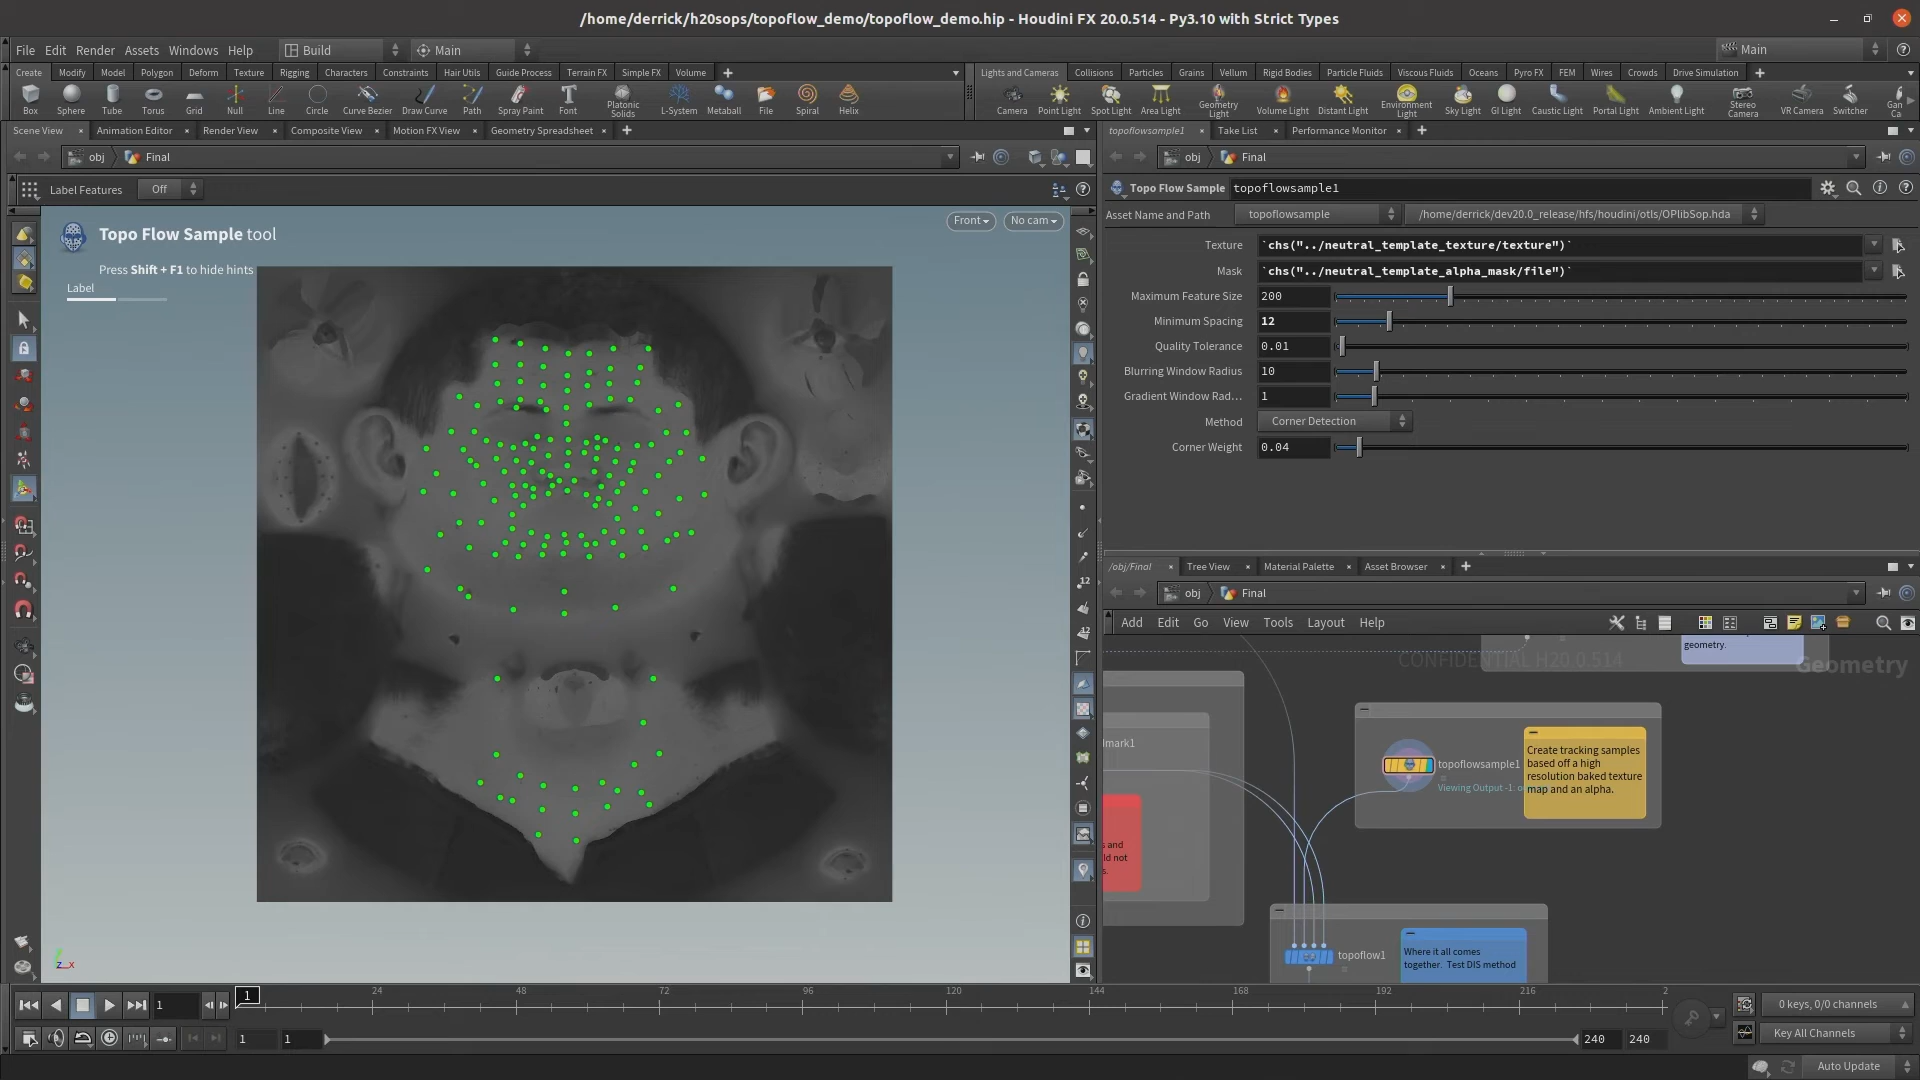 /home/derrick/h20sops/topoflow_demo/topoflow_demo.hip - Houdini FX 20.0.514 - Py3.10 with Strict Types
File Edit Render Assets Windows Help Build Main Main
Create Modify Model Polygon Deform Texture Rigging Characters Constraints Hair Utils Guide Process Terrain FX Simple FX Volume
Lights and Cameras Collisions Particles Grains Vellum Rigid Bodies Particle Fluids Viscous Fluids Oceans Pyro FX FEM Wires Crowds Drive Simulation
Box Sphere Tube Torus Grid Null Line Circle Curve Bezier Draw Curve Path Spray Paint Font Platonic Solids L-System Metaball File Spiral Helix
Camera Point Light Spot Light Area Light Geometry Light Volume Light Distant Light Environment Light Sky Light GI Light Caustic Light Portal Light Ambient Light Stereo Camera VR Camera Switcher Gan Ca
Scene View Animation Editor Render View Composite View Motion FX View Geometry Spreadsheet
topoflowsample1 Take List Performance Monitor
obj Final
obj Final
Label Features Off
Topo Flow Sample topoflowsample1
Asset Name and Path topoflowsample /home/derrick/dev20.0_release/hfs/houdini/otls/OPlibSop.hda
Texture `chs("../neutral_template_texture/texture")`
Mask `chs("../neutral_template_alpha_mask/file")`
Maximum Feature Size 200
Minimum Spacing 12
Quality Tolerance 0.01
Blurring Window Radius 10
Gradient Window Rad... 1
Method Corner Detection
Corner Weight 0.04
Front No cam
Topo Flow Sample tool
Press Shift + F1 to hide hints
Label
/obj/Final Tree View Material Palette Asset Browser
obj Final
Add Edit Go View Tools Layout Help
geometry.
CONFIDENTIAL H20.0.514
Geometry
dmark1
topoflowsample1
Viewing Output -1: o
Create tracking samples
based off a high
resolution baked texture
map and an alpha.
s and
ld not
s.
topoflow1
Where it all comes
together. Test DIS method
z x
1 1 24 48 72 96 120 144 168 192 216 2
0 keys, 0/0 channels
1 1 240 240
Key All Channels
Auto Update